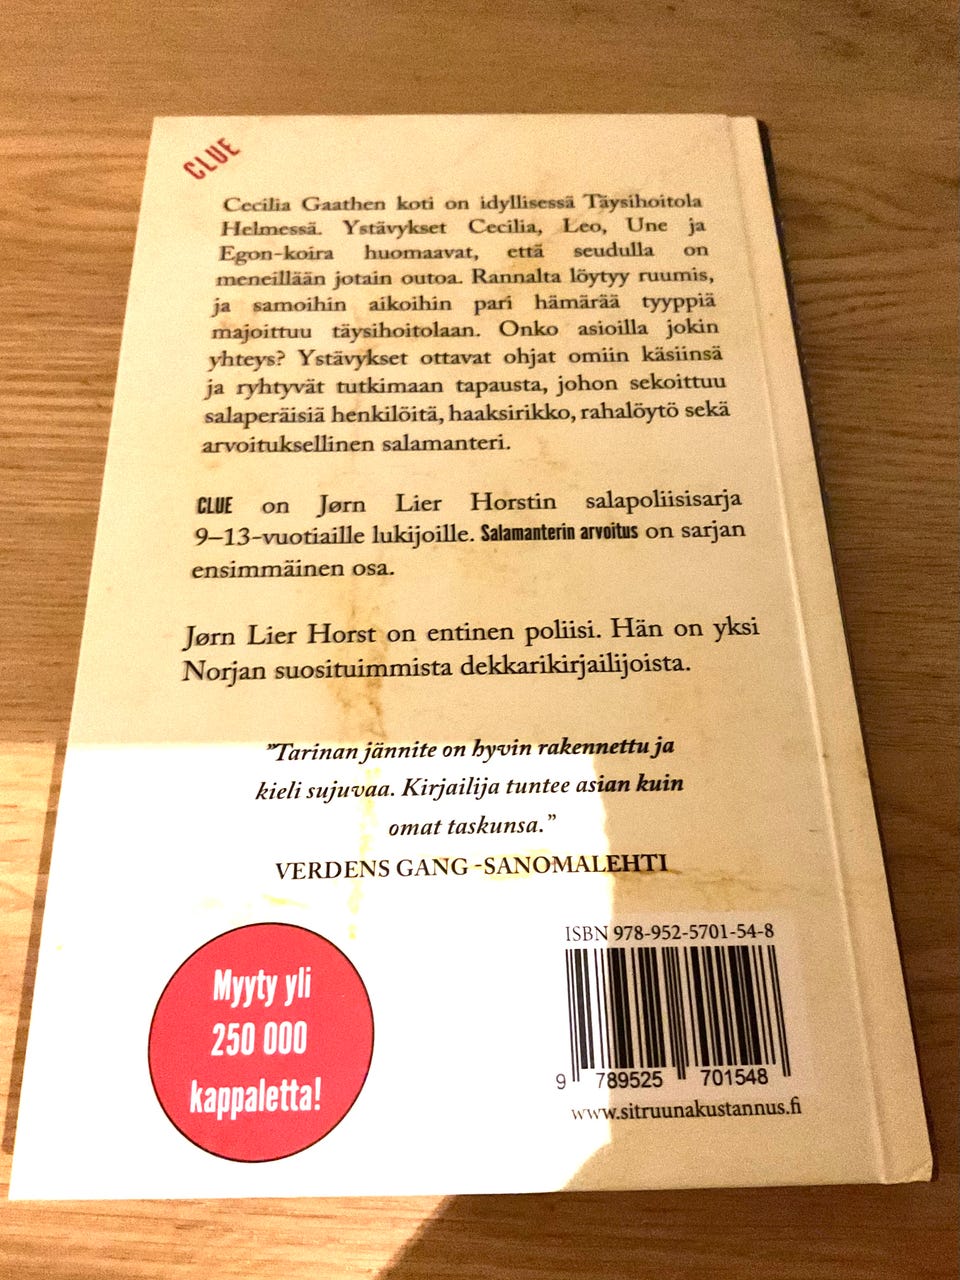 CLUE
Cecilia Gaathen koti on idyllisessä Täysihoitola
Helmessä. Ystävykset Cecilia, Leo, Une ja
Egon-koira huomaavat, että seudulla on
meneillään jotain outoa. Rannalta löytyy ruumis,
ja samoihin aikoihin pari hämärää tyyppiä
majoittuu täysihoitolaan. Onko asioilla jokin
yhteys? Ystävykset ottavat ohjat omiin käsiinsä
ja ryhtyvät tutkimaan tapausta, johon sekoittuu
salaperäisiä henkilöitä, haaksirikko, rahalöytö sekä
arvoituksellinen salamanteri.
CLUE on Jørn Lier Horstin salapoliisisarja
9–13-vuotiaille lukijoille. Salamanterin arvoitus on sarjan
ensimmäinen osa.
Jørn Lier Horst on entinen poliisi. Hän on yksi
Norjan suosituimmista dekkarikirjailijoista.
"Tarinan jännite on hyvin rakennettu ja
kieli sujuvaa. Kirjailija tuntee asian kuin
omat taskunsa."
VERDENS GANG -SANOMALEHTI
Myyty yli
250 000
kappaletta!
ISBN 978-952-5701-54-8
9 789525 701548
www.sitruunakustannus.fi